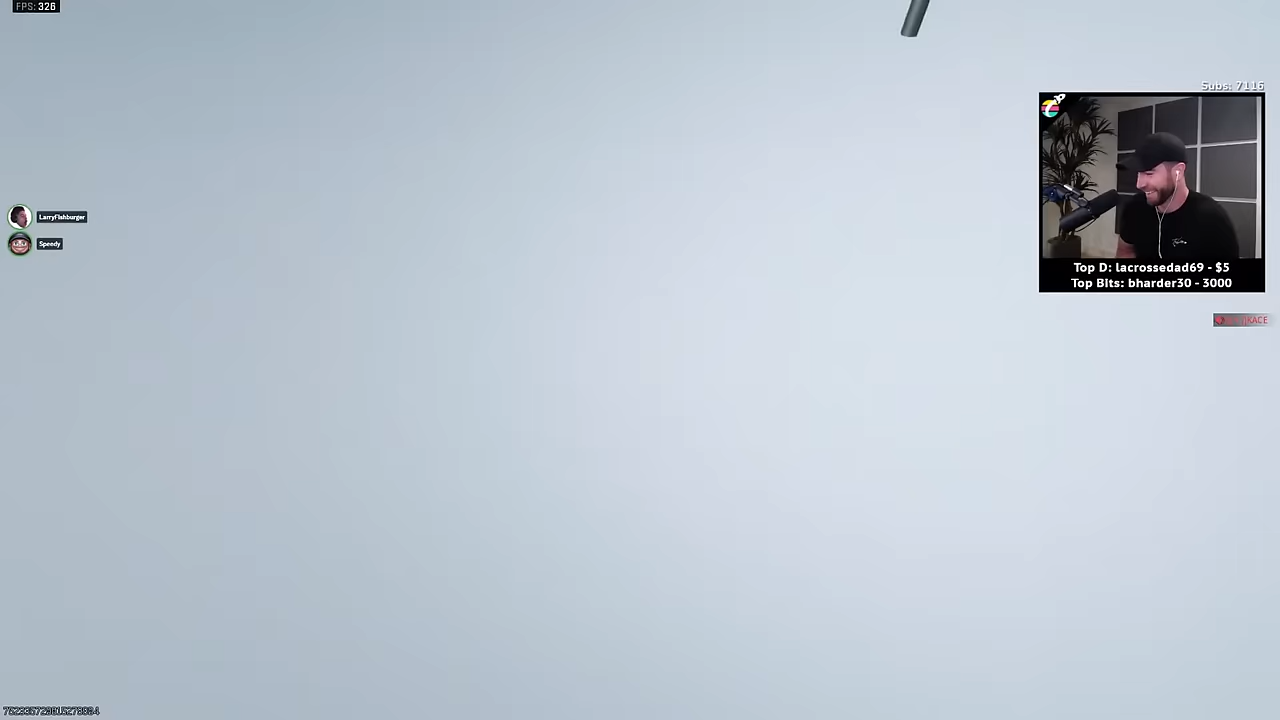 FPS: 326
Subs: 7116
LarryFishburger
Speedy
Top D: lacrossedad69 - $5
Top Bits: bharder30 - 3000